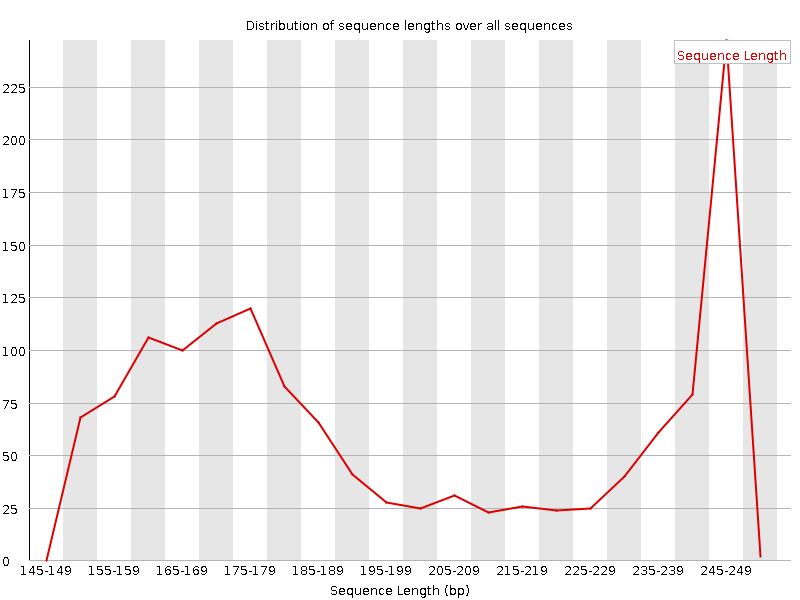 Distribution of sequence lengths over all sequences
Sequence Length
225
200
175
150
125
100
75
50
25
0
145-149 155-159 165-169 175-179 185-189 195-199 205-209 215-219 225-229 235-239 245-249
Sequence Length (bp)